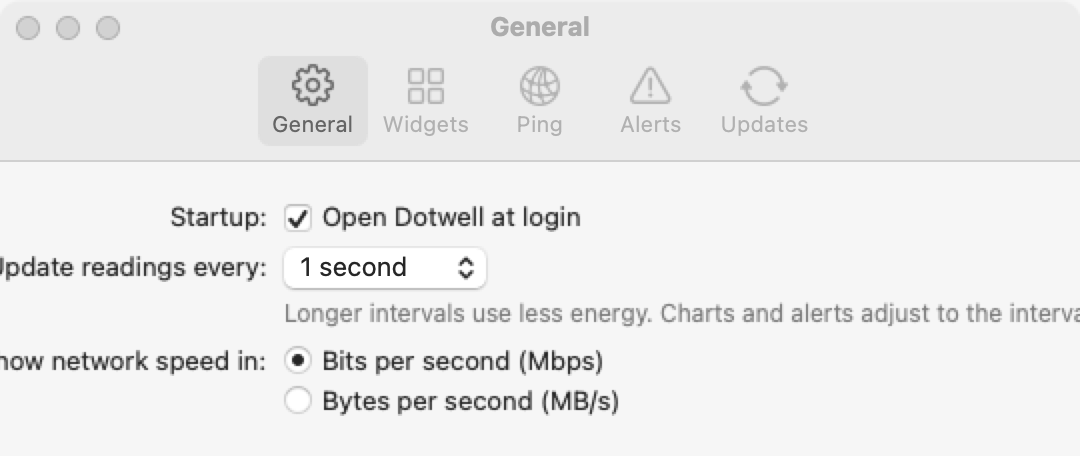 General
General Widgets Ping Alerts Updates
Startup: Open Dotwell at login
Update readings every: 1 second
Longer intervals use less energy. Charts and alerts adjust to the interva
how network speed in: Bits per second (Mbps)
Bytes per second (MB/s)